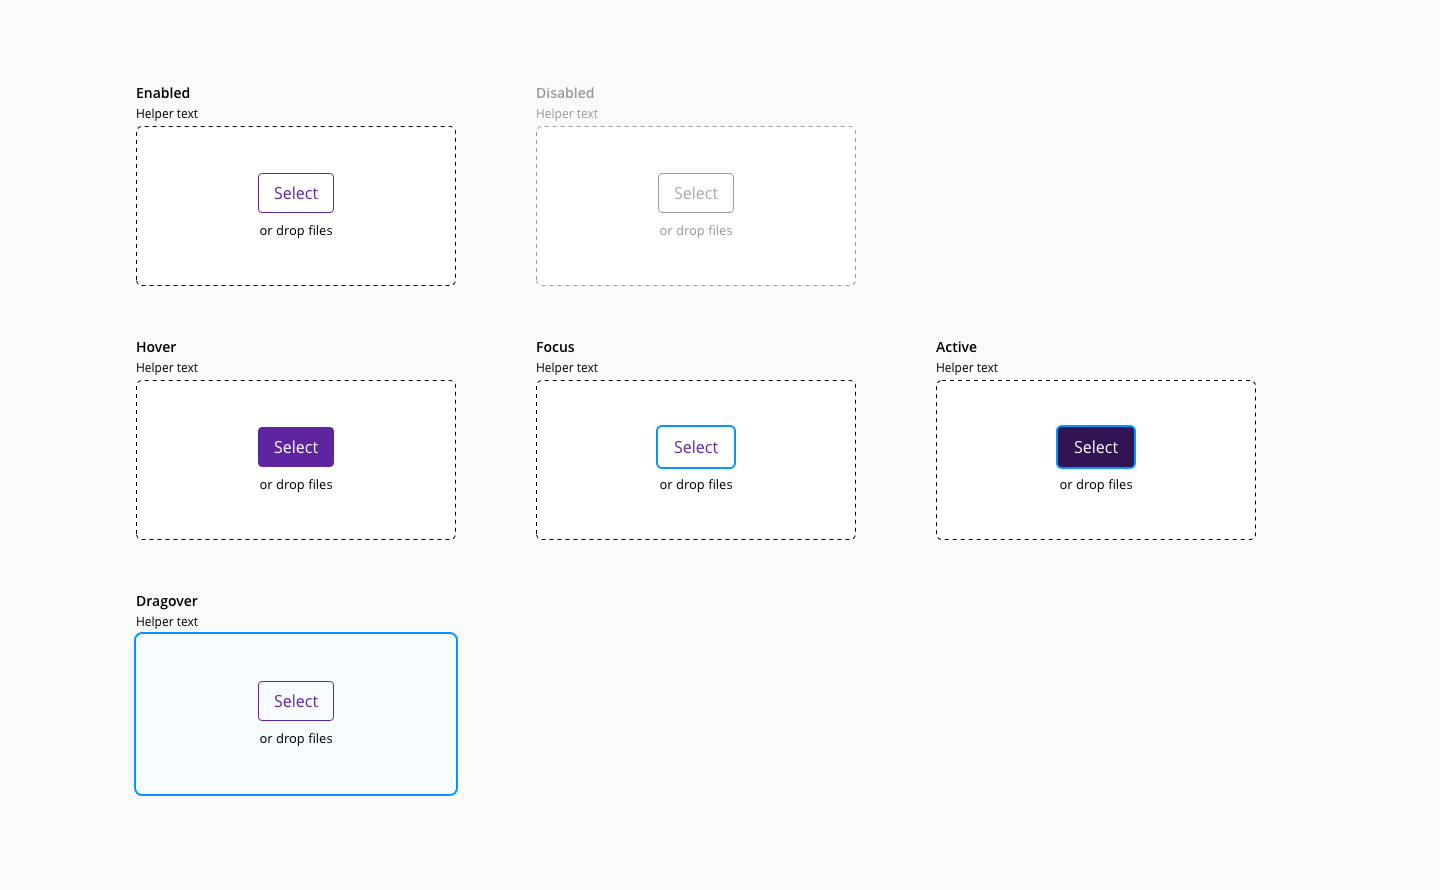 Enabled
Helper text
Select
or drop files
Disabled
Helper text
Select
or drop files
Hover
Helper text
Select
or drop files
Focus
Helper text
Select
or drop files
Active
Helper text
Select
or drop files
Dragover
Helper text
Select
or drop files